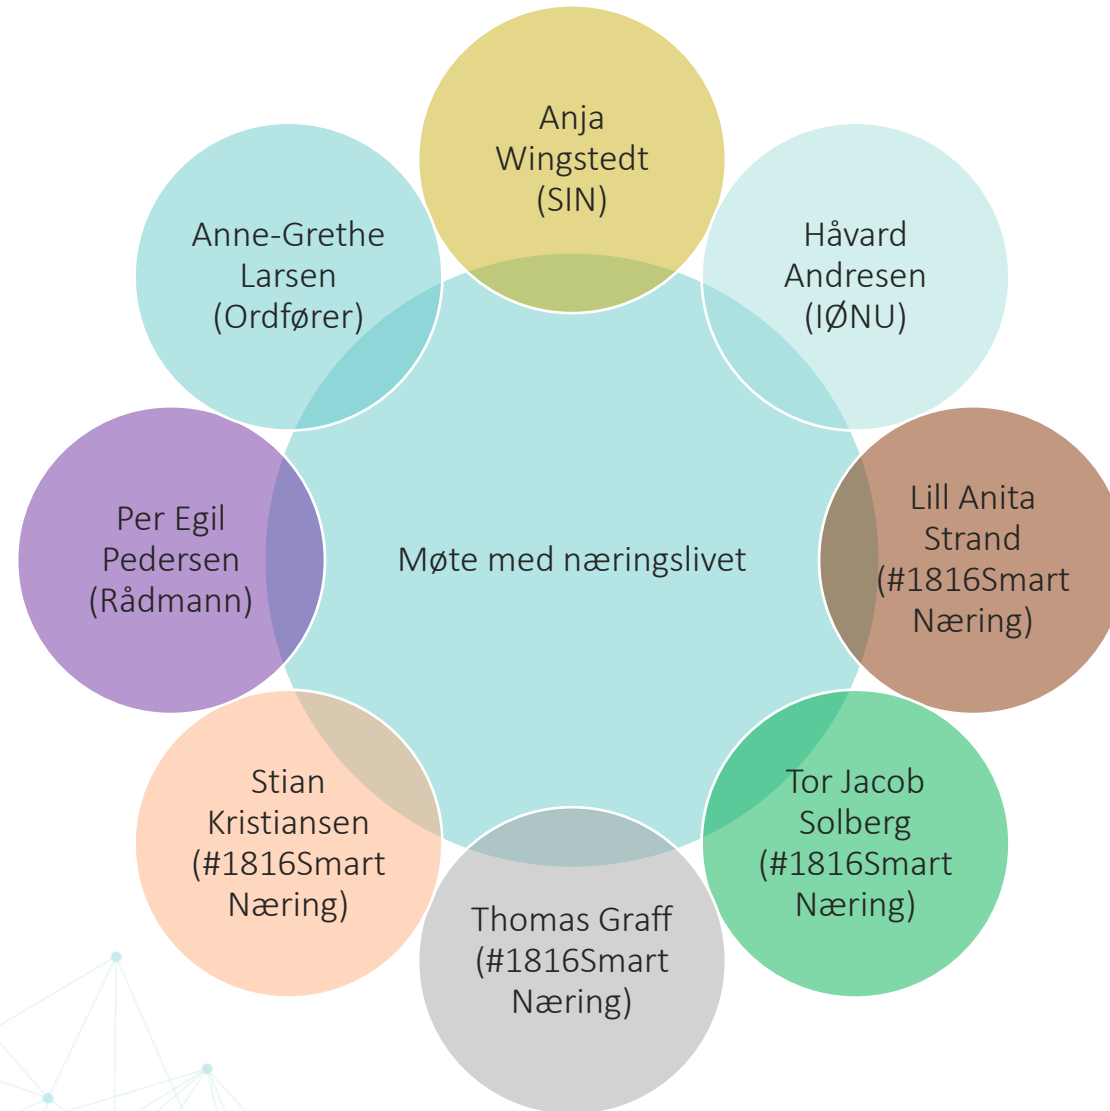 Anja
Wingstedt
(SIN)
Håvard
Andresen
(IØNU)
Lill Anita
Strand
(#1816Smart
Næring)
Tor Jacob
Solberg
(#1816Smart
Næring)
Thomas Graff
(#1816Smart
Næring)
Stian
Kristiansen
(#1816Smart
Næring)
Per Egil
Pedersen
(Rådmann)
Anne-Grethe
Larsen
(Ordfører)
Møte med næringslivet